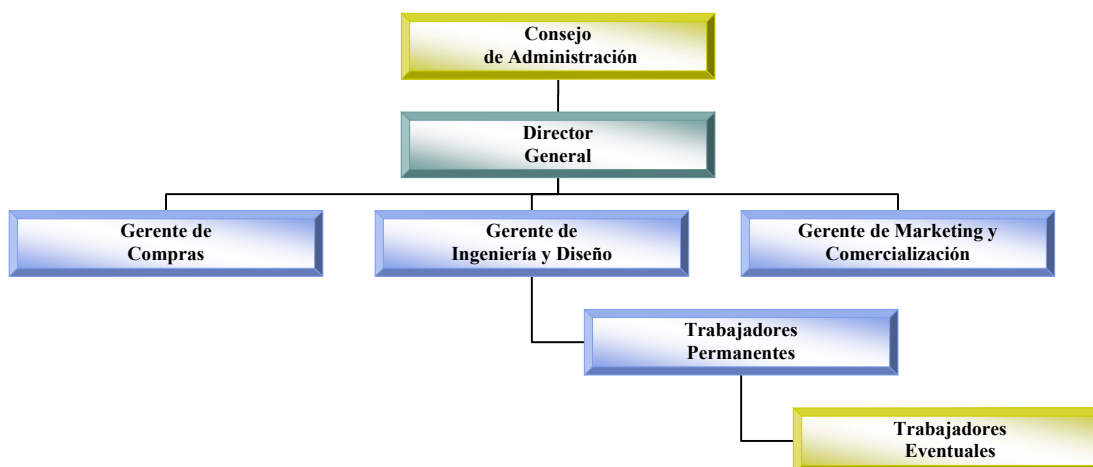 Consejo
de Administración
Director
General
Gerente de
Compras
Gerente de
Ingeniería y Diseño
Gerente de Marketing y
Comercialización
Trabajadores
Permanentes
Trabajadores
Eventuales